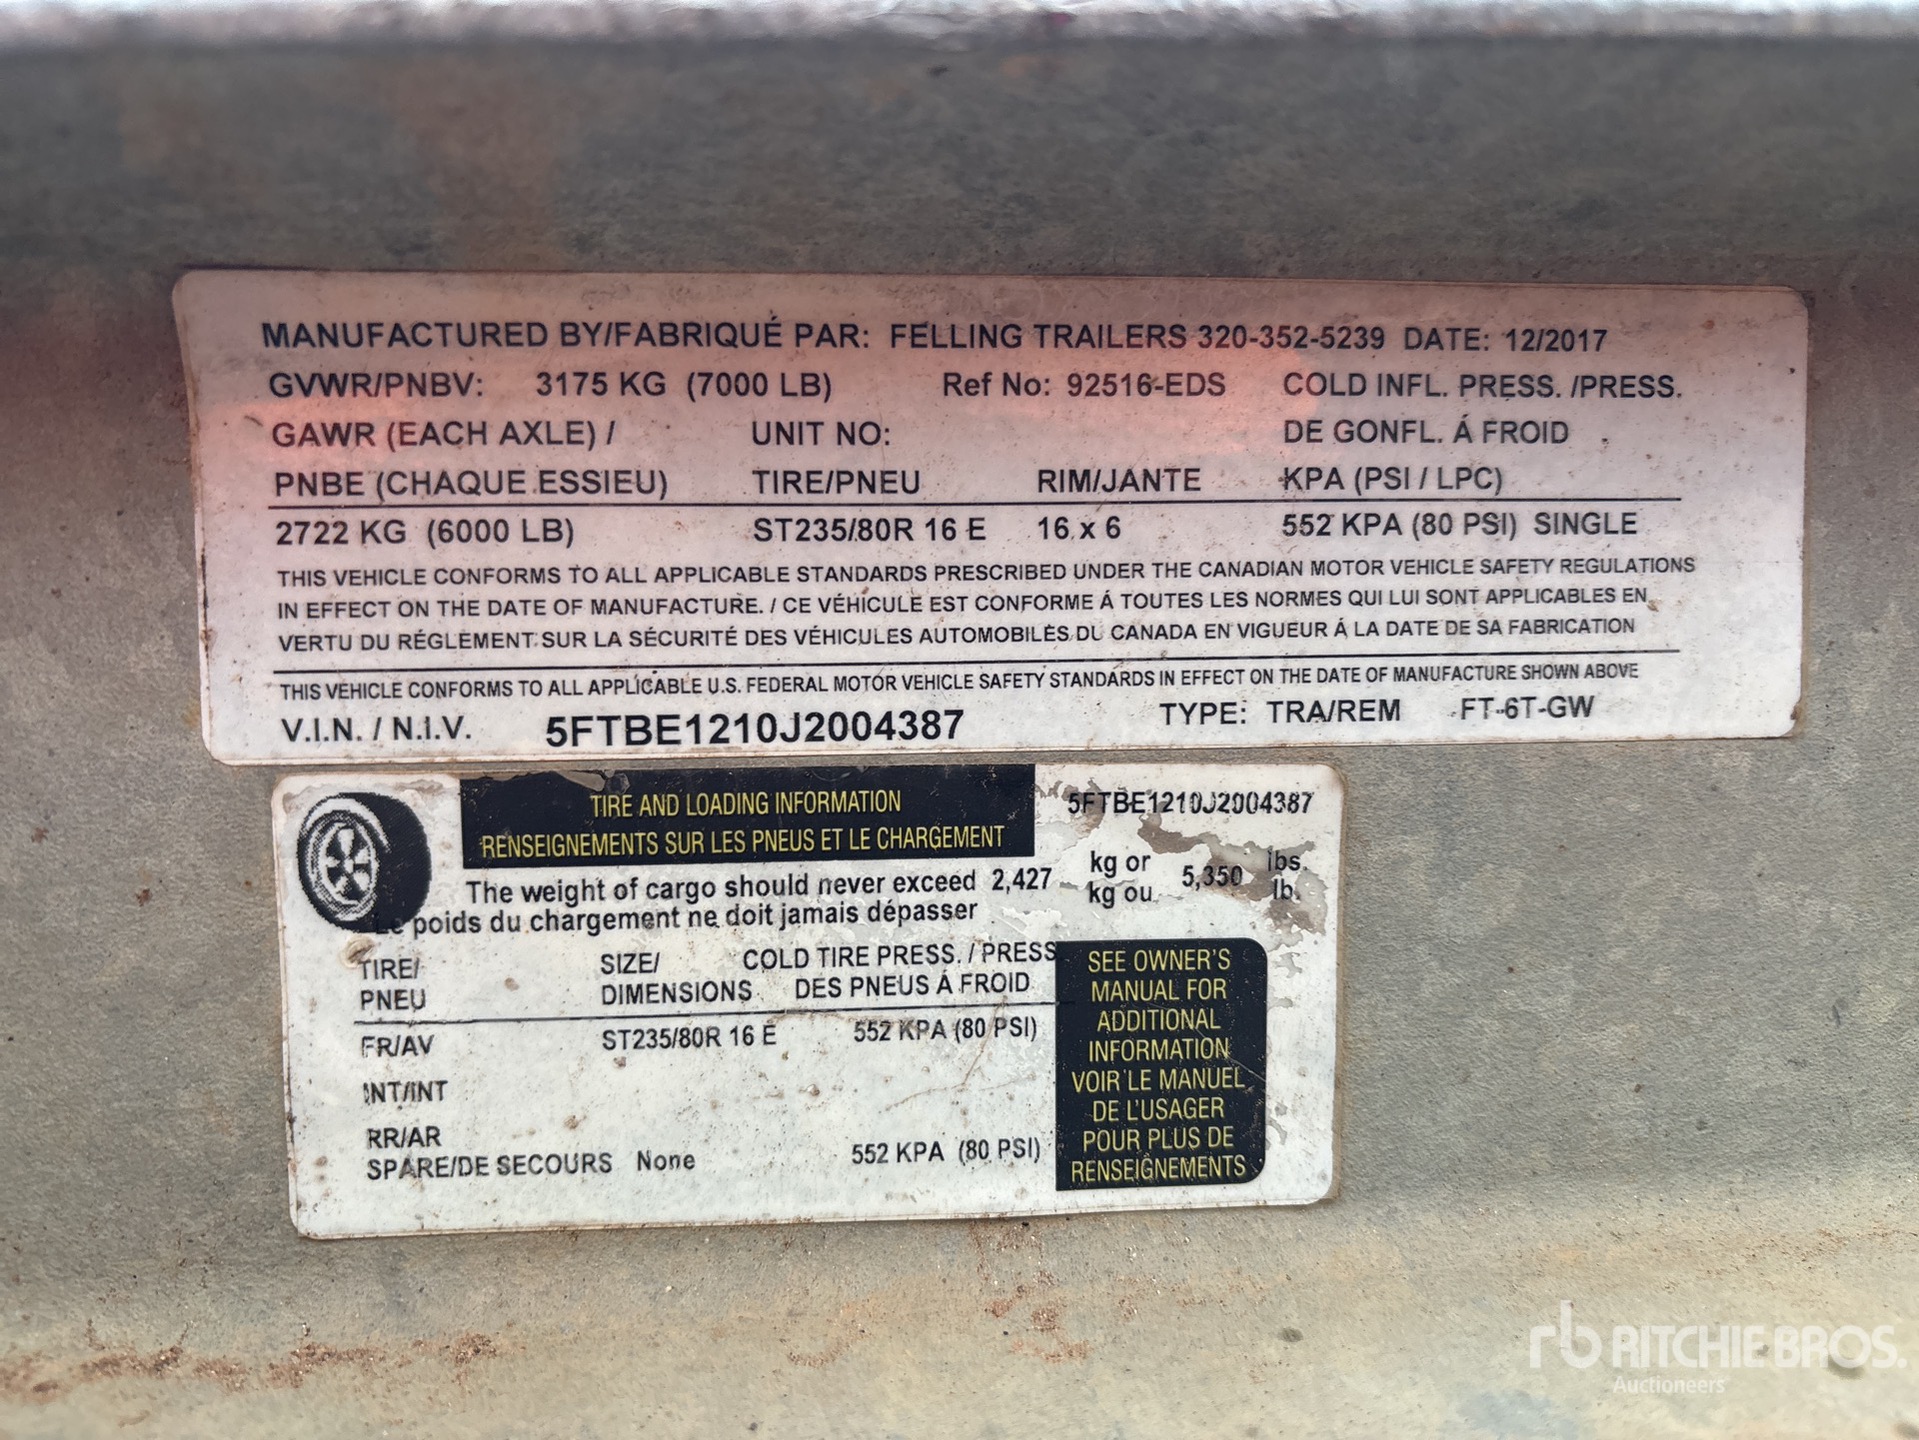 MANUFACTURED BY/FABRIQUÉ PAR: FELLING TRAILERS 320-352-5239 DATE: 12/2017
GVWR/PNBV: 3175 KG (7000 LB) Ref No: 92516-EDS COLD INFL. PRESS. /PRESS.
GAWR (EACH AXLE) / UNIT NO: DE GONFL. Á FROID
PNBE (CHAQUE ESSIEU) TIRE/PNEU RIM/JANTE KPA (PSI / LPC)
2722 KG (6000 LB) ST235/80R 16 E 16 x 6 552 KPA (80 PSI) SINGLE
THIS VEHICLE CONFORMS TO ALL APPLICABLE STANDARDS PRESCRIBED UNDER THE CANADIAN MOTOR VEHICLE SAFETY REGULATIONS
IN EFFECT ON THE DATE OF MANUFACTURE. / CE VÉHICULE EST CONFORME Á TOUTES LES NORMES QUI LUI SONT APPLICABLES EN
VERTU DU RÉGLEMENT SUR LA SÉCURITÉ DES VÉHICULES AUTOMOBILES DU CANADA EN VIGUEUR Á LA DATE DE SA FABRICATION
THIS VEHICLE CONFORMS TO ALL APPLICABLE U.S. FEDERAL MOTOR VEHICLE SAFETY STANDARDS IN EFFECT ON THE DATE OF MANUFACTURE SHOWN ABOVE
V.I.N. / N.I.V. 5FTBE1210J2004387 TYPE: TRA/REM FT-6T-GW
TIRE AND LOADING INFORMATION 5FTBE1210J2004387
RENSEIGNEMENTS SUR LES PNEUS ET LE CHARGEMENT
The weight of cargo should never exceed 2,427 kg or 5,350 lbs.
Le poids du chargement ne doit jamais dépasser kg ou lb.
TIRE/ SIZE/ COLD TIRE PRESS. / PRESS
PNEU DIMENSIONS DES PNEUS Á FROID
FR/AV ST235/80R 16 E 552 KPA (80 PSI)
INT/INT
RR/AR
SPARE/DE SECOURS None 552 KPA (80 PSI)
SEE OWNER'S
MANUAL FOR
ADDITIONAL
INFORMATION
VOIR LE MANUEL
DE L'USAGER
POUR PLUS DE
RENSEIGNEMENTS
rb RITCHIE BROS.
Auctioneers